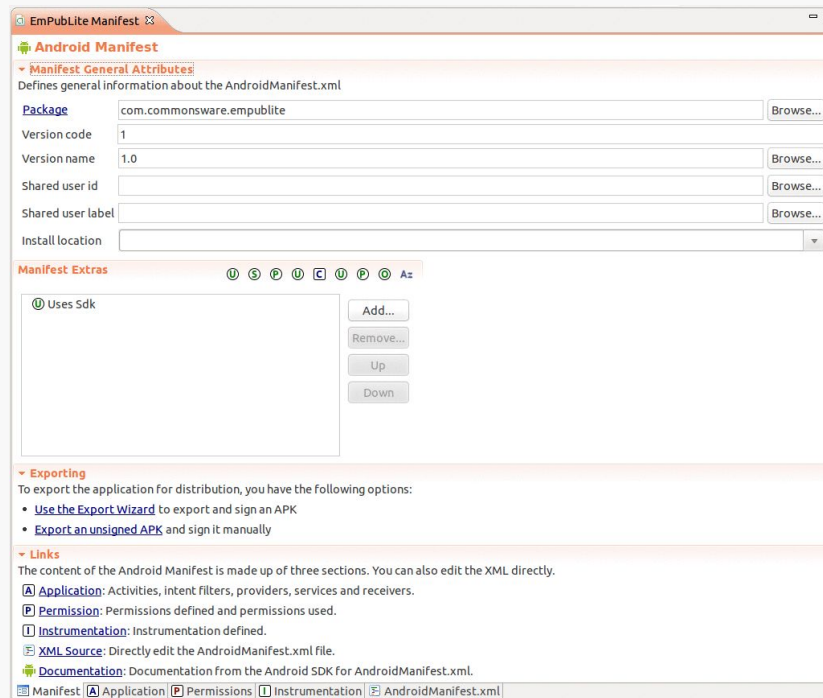 EmPubLite Manifest
Android Manifest
Manifest General Attributes
Defines general information about the AndroidManifest.xml
Package com.commonsware.empublite Browse...
Version code 1
Version name 1.0 Browse...
Shared user id Browse...
Shared user label Browse...
Install location
Manifest Extras U S P U C U P O Az
U Uses Sdk
Add...
Remove...
Up
Down
Exporting
To export the application for distribution, you have the following options:
• Use the Export Wizard to export and sign an APK
• Export an unsigned APK and sign it manually
Links
The content of the Android Manifest is made up of three sections. You can also edit the XML directly.
A Application: Activities, intent filters, providers, services and receivers.
P Permission: Permissions defined and permissions used.
I Instrumentation: Instrumentation defined.
XML Source: Directly edit the AndroidManifest.xml file.
Documentation: Documentation from the Android SDK for AndroidManifest.xml.
Manifest A Application P Permissions I Instrumentation AndroidManifest.xml